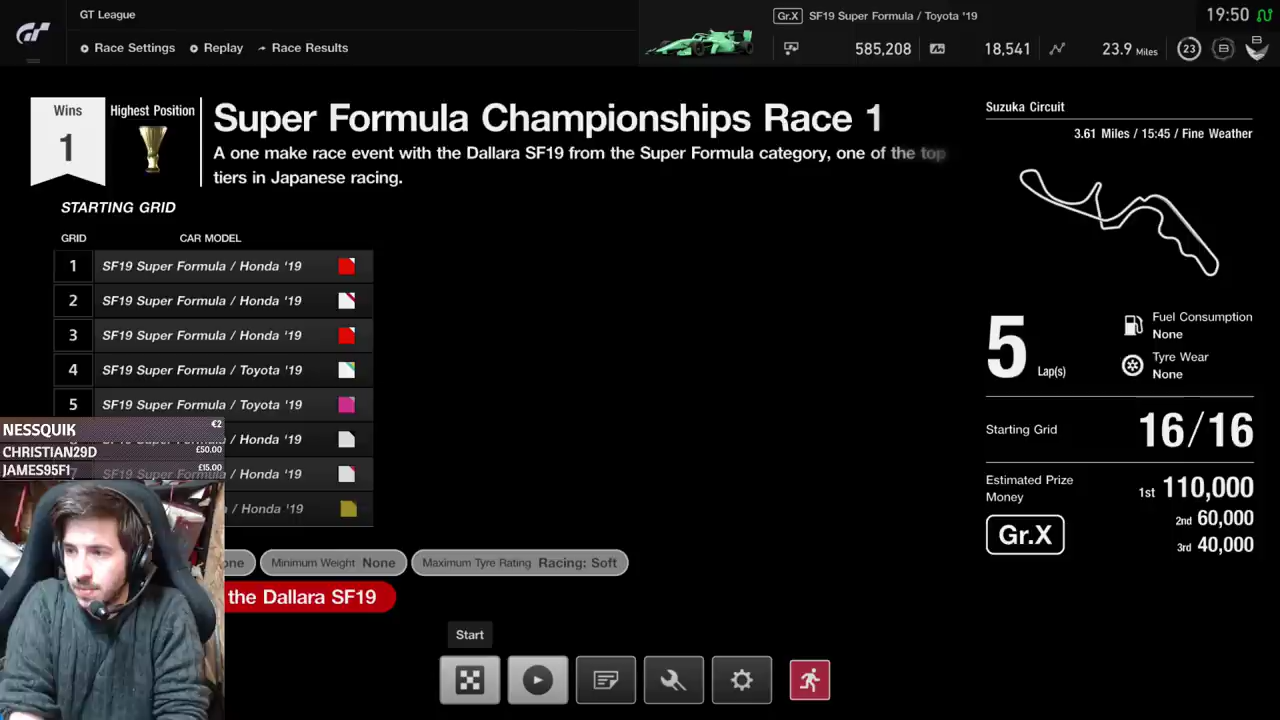 GT League
Race Settings
Replay
Race Results
Gr.X SF19 Super Formula / Toyota '19
585,208
18,541
23.9 Miles
23
B
B
19:50
Wins
1
Highest Position
Super Formula Championships Race 1
A one make race event with the Dallara SF19 from the Super Formula category, one of the top
tiers in Japanese racing.
STARTING GRID
GRID CAR MODEL
1 SF19 Super Formula / Honda '19
2 SF19 Super Formula / Honda '19
3 SF19 Super Formula / Honda '19
4 SF19 Super Formula / Toyota '19
5 SF19 Super Formula / Toyota '19
SF19 Super Formula / Honda '19
7 SF19 Super Formula / Honda '19
/ Honda '19
NESSQUIK €2
CHRISTIAN29D £50.00
JAMES95F1 £15.00
one
Minimum Weight None
Maximum Tyre Rating Racing: Soft
the Dallara SF19
Start
Suzuka Circuit
3.61 Miles / 15:45 / Fine Weather
5 Lap(s)
Fuel Consumption
None
Tyre Wear
None
Starting Grid 16/16
Estimated Prize
Money
Gr.X
1st 110,000
2nd 60,000
3rd 40,000